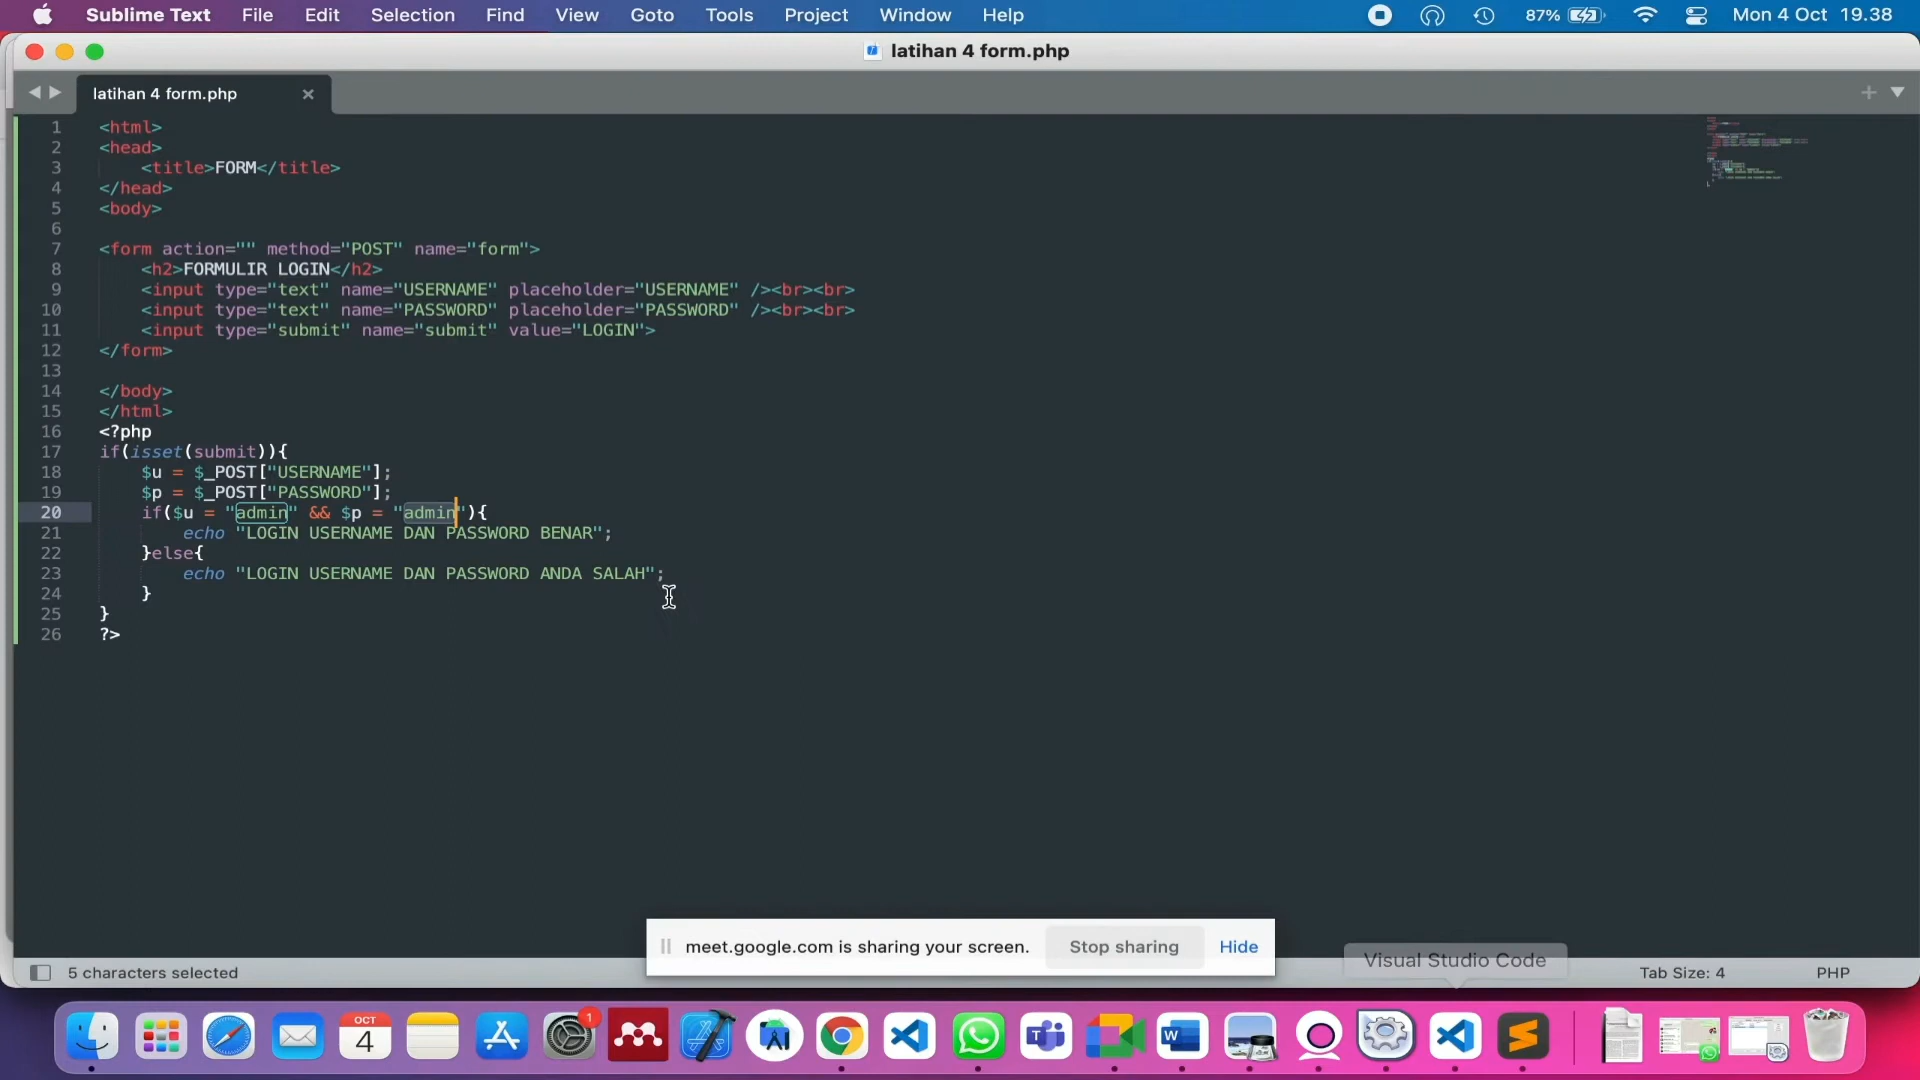 Sublime Text File Edit Selection Find View Goto Tools Project Window Help 87% Mon 4 Oct 19.38
latihan 4 form.php
latihan 4 form.php ×
1 <html>
2 <head>
3 <title>FORM</title>
4 </head>
5 <body>
6
7 <form action="" method="POST" name="form">
8 <h2>FORMULIR LOGIN</h2>
9 <input type="text" name="USERNAME" placeholder="USERNAME" /><br><br>
10 <input type="text" name="PASSWORD" placeholder="PASSWORD" /><br><br>
11 <input type="submit" name="submit" value="LOGIN">
12 </form>
13
14 </body>
15 </html>
16 <?php
17 if(isset(submit)){
18 $u = $_POST["USERNAME"];
19 $p = $_POST["PASSWORD"];
20 if($u = "admin" && $p = "admin"){
21 echo "LOGIN USERNAME DAN PASSWORD BENAR";
22 }else{
23 echo "LOGIN USERNAME DAN PASSWORD ANDA SALAH";
24 }
25 }
26 ?>
meet.google.com is sharing your screen. Stop sharing Hide
Visual Studio Code
5 characters selected Tab Size: 4 PHP
OCT
4
1
W